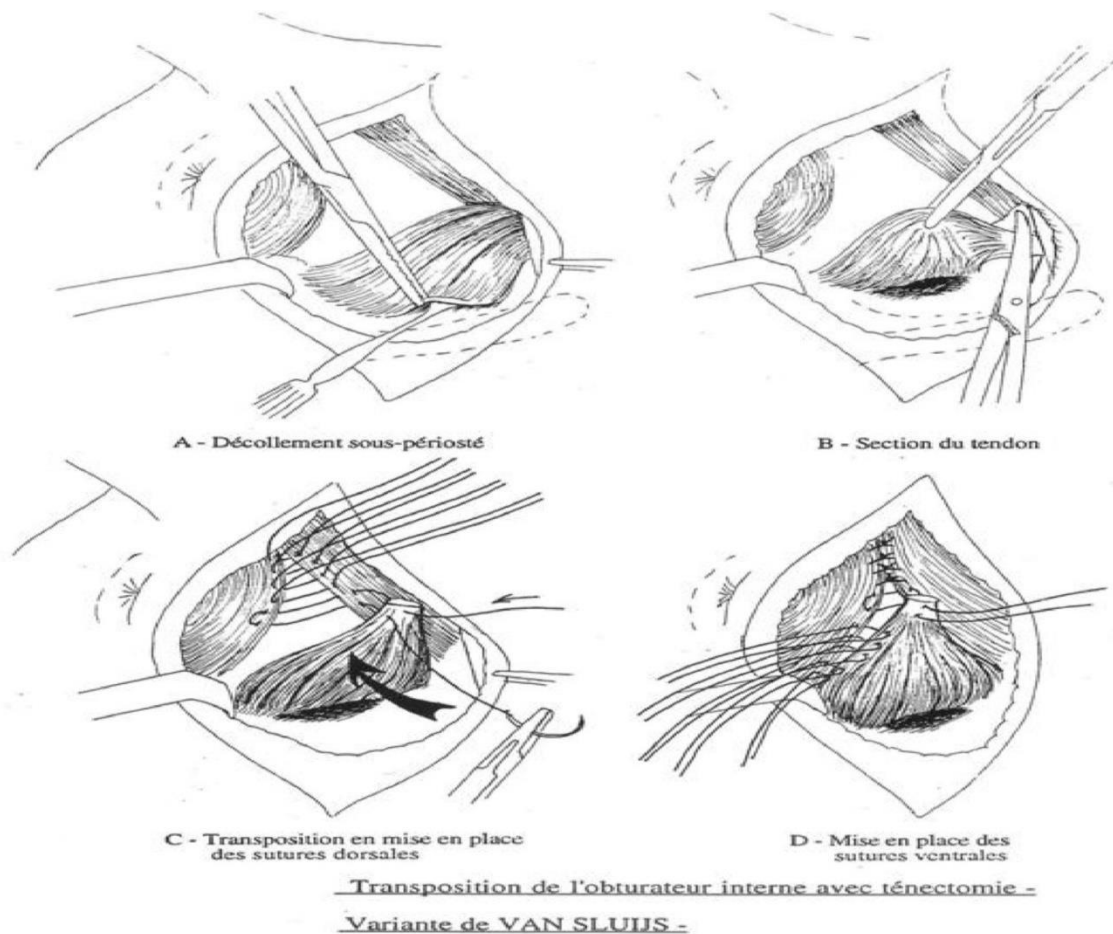 A - Décollement sous-périosté
B - Section du tendon
C - Transposition en mise en place
des sutures dorsales
D - Mise en place des
sutures ventrales
Transposition de l'obturateur interne avec ténectomie -
Variante de VAN SLUIJS -